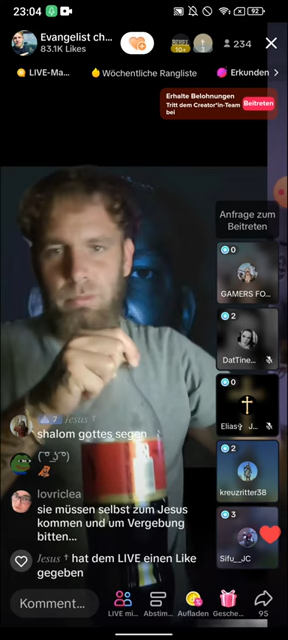 23:04
92
Evangelist ch...
83.1K Likes
10+
234
LIVE-Ma...
Wöchentliche Rangliste
Erkunden
Erhalte Belohnungen
Tritt dem Creator*in-Team
bei
Beitreten
Anfrage zum
Beitreten
0
GAMERS FO...
2
DatTine...
0
Elias✞ J...
2
kreuzritter38
3
Sifu__JC
7 Jesus †
shalom gottes segen
( ͡° ͜ʖ ͡°)
lovriclea
sie müssen selbst zum Jesus
kommen und um Vergebung
bitten...
Jesus † hat dem LIVE einen Like
gegeben
Komment...
LIVE mi...
Abstim...
Aufladen
Gesche...
95